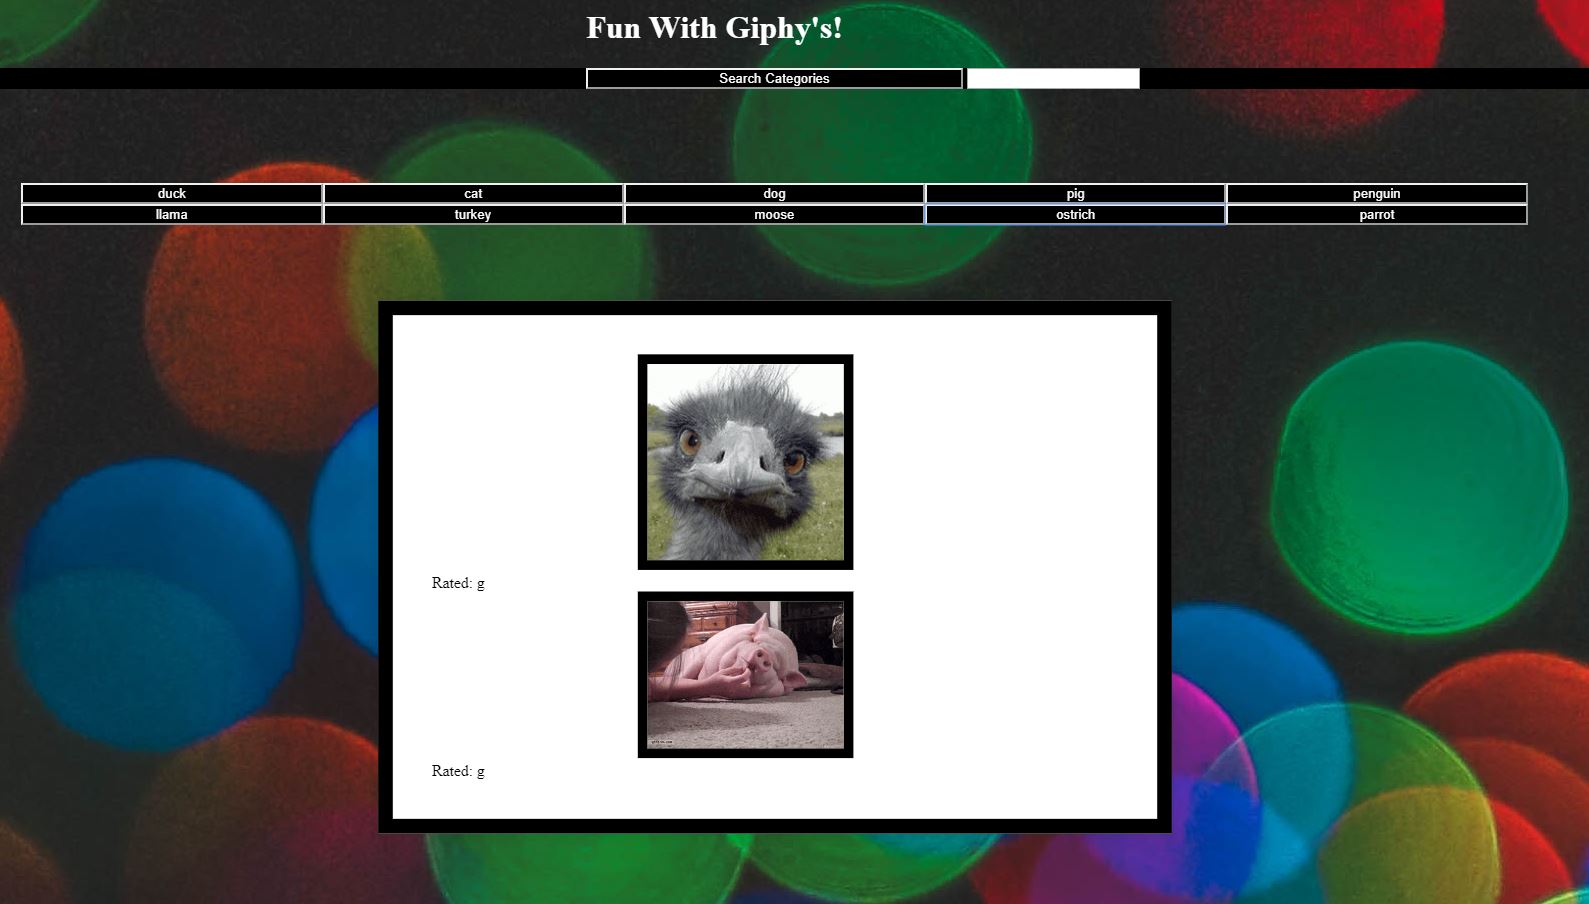 Fun With Giphy's!
Search Categories
duck cat dog pig penguin
llama turkey moose ostrich parrot
Rated: g
Rated: g